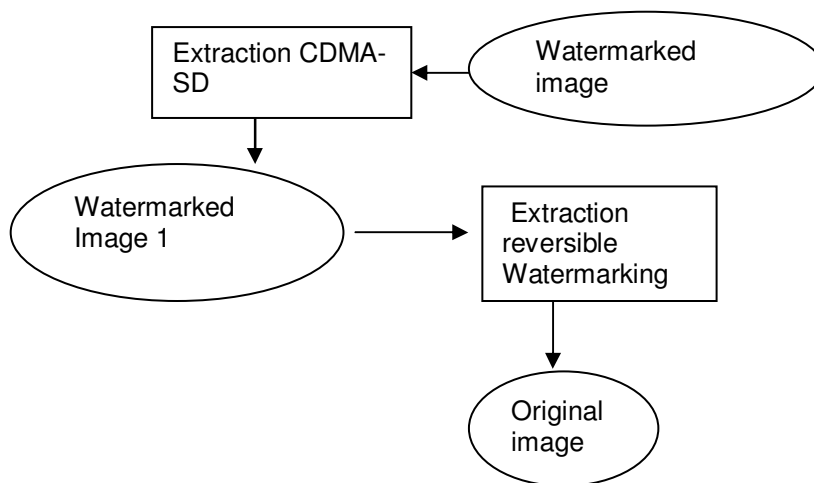 Extraction CDMA-
SD
Watermarked
image
Watermarked
Image 1
Extraction
reversible
Watermarking
Original
image